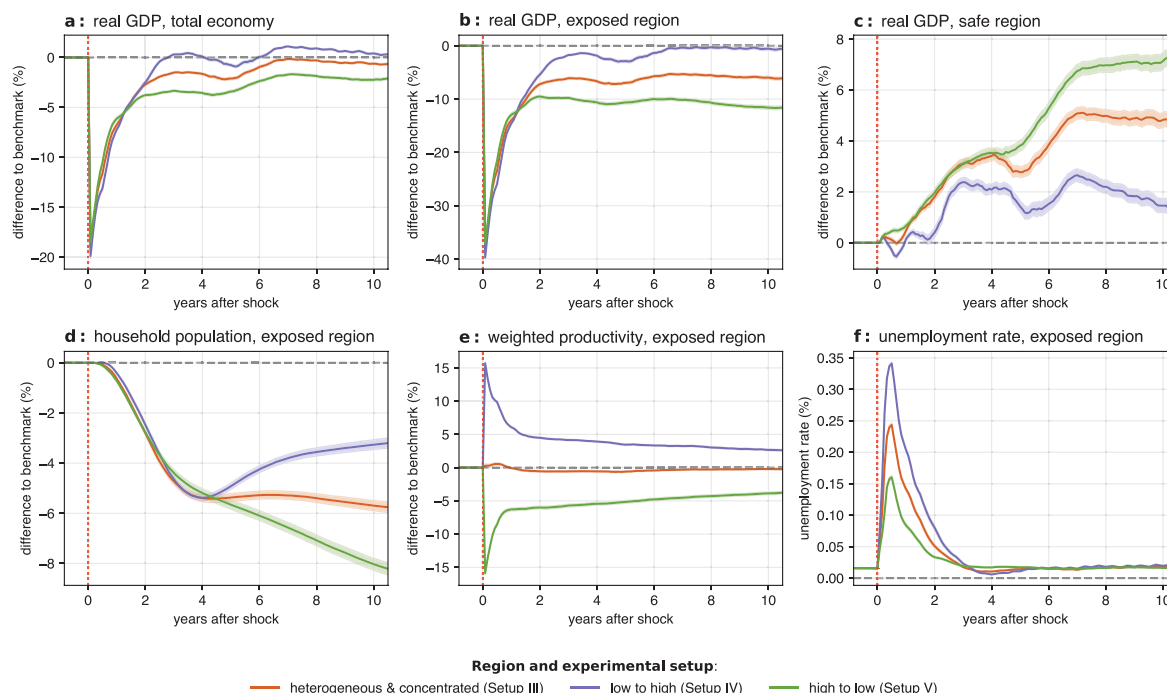 a: real GDP, total economy
b: real GDP, exposed region
c: real GDP, safe region
difference to benchmark (%)
0
−5
−10
−15
−20
0 2 4 6 8 10
years after shock
difference to benchmark (%)
0
−10
−20
−30
−40
0 2 4 6 8 10
years after shock
difference to benchmark (%)
8
6
4
2
0
0 2 4 6 8 10
years after shock
d: household population, exposed region
e: weighted productivity, exposed region
f: unemployment rate, exposed region
difference to benchmark (%)
0
−2
−4
−6
−8
0 2 4 6 8 10
years after shock
difference to benchmark (%)
15
10
5
0
−5
−10
−15
0 2 4 6 8 10
years after shock
unemployment rate (%)
0.35
0.30
0.25
0.20
0.15
0.10
0.05
0.00
0 2 4 6 8 10
years after shock
Region and experimental setup:
heterogeneous & concentrated (Setup III) low to high (Setup IV) high to low (Setup V)